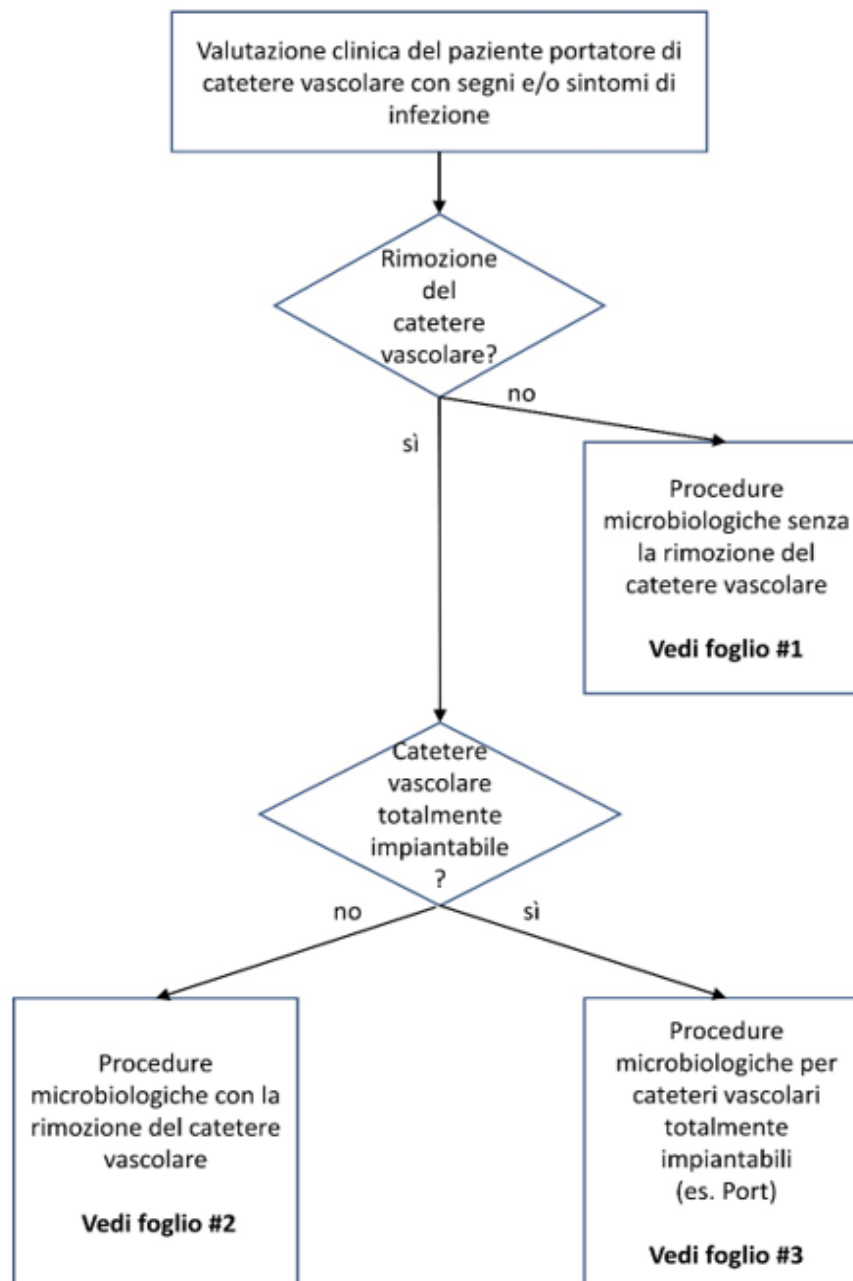 Valutazione clinica del paziente portatore di
catetere vascolare con segni e/o sintomi di
infezione
Rimozione
del
catetere
vascolare?
no
sì
Procedure
microbiologiche senza
la rimozione del
catetere vascolare
Vedi foglio #1
Catetere
vascolare
totalmente
impiantabile
?
no
sì
Procedure
microbiologiche con la
rimozione del catetere
vascolare
Vedi foglio #2
Procedure
microbiologiche per
cateteri vascolari
totalmente
impiantabili
(es. Port)
Vedi foglio #3